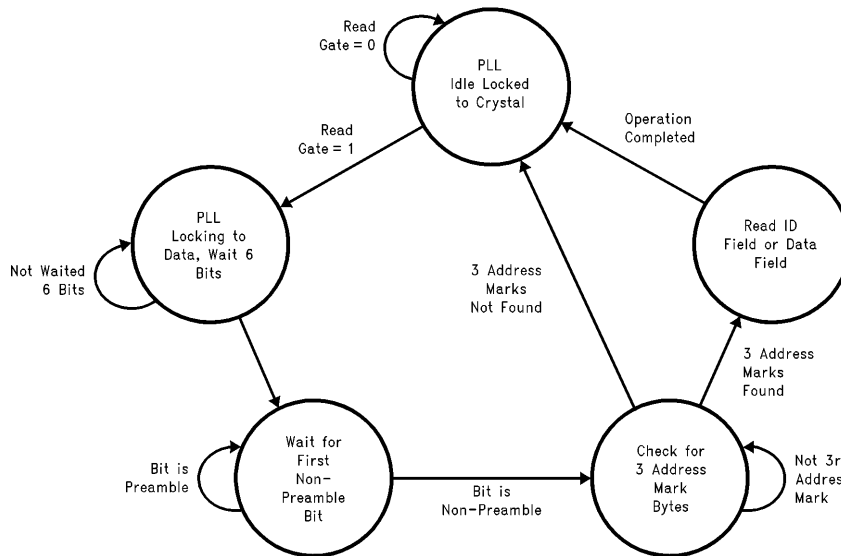 Read
Gate = 0
PLL
Idle Locked
to Crystal
Operation
Completed
Read
Gate = 1
PLL
Locking to
Data, Wait 6
Bits
Read ID
Field or Data
Field
Not Waited
6 Bits
3 Address
Marks
Not Found
3 Address
Marks
Found
Wait for
First
Non-
Preamble
Bit
Check for
3 Address
Mark
Bytes
Bit is
Preamble
Not 3r
Address
Mark
Bit is
Non-Preamble